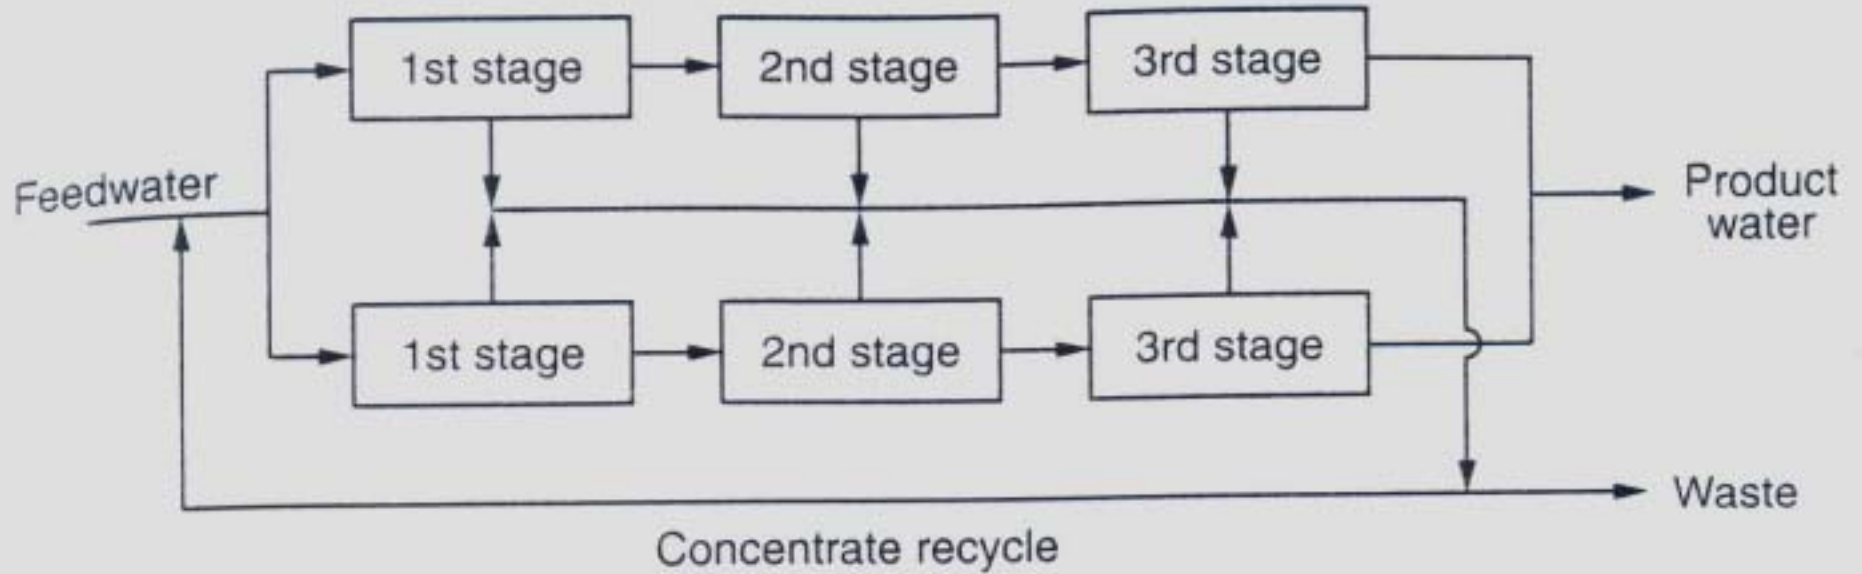 1st stage
2nd stage
3rd stage
Feedwater
Product
water
1st stage
2nd stage
3rd stage
Waste
Concentrate recycle